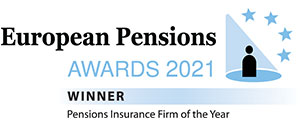 European Pensions
AWARDS 2021
WINNER
Pensions Insurance Firm of the Year